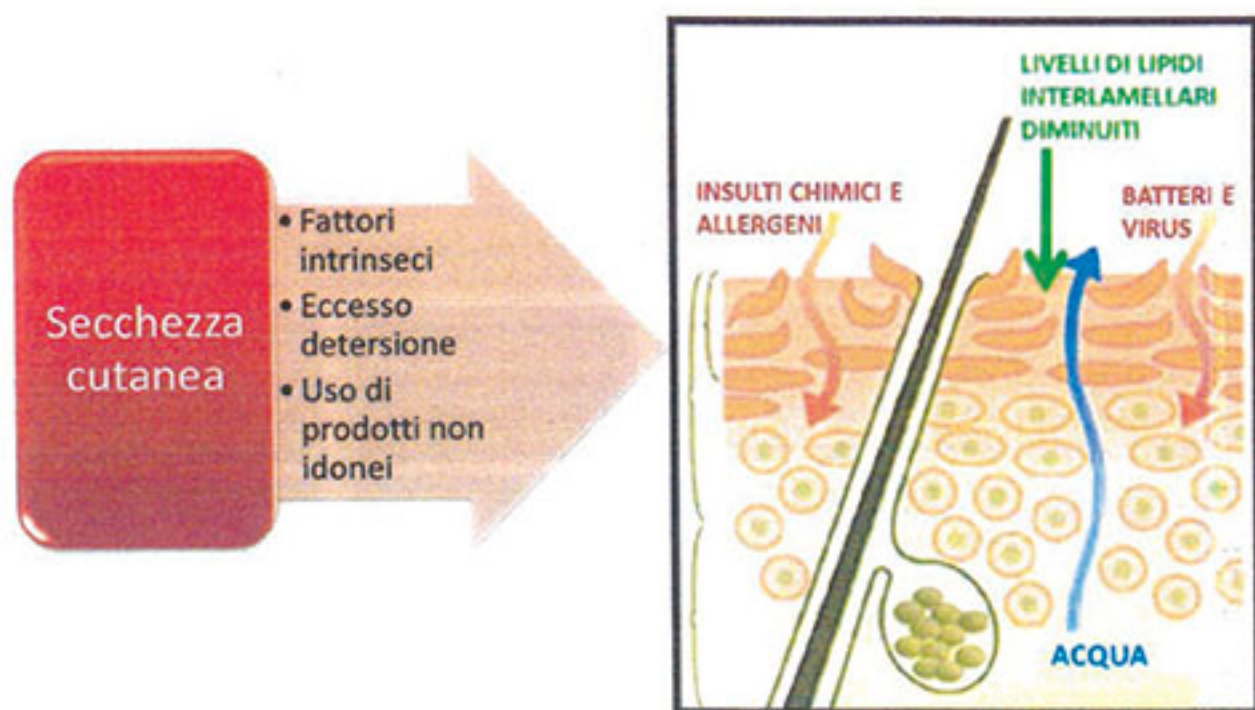 Secchezza
cutanea
• Fattori
intrinseci
• Eccesso
detersione
• Uso di
prodotti non
idonei
LIVELLI DI LIPIDI
INTERLAMELLARI
DIMINUITI
INSULTI CHIMICI E
ALLERGENI
BATTERI E
VIRUS
ACQUA